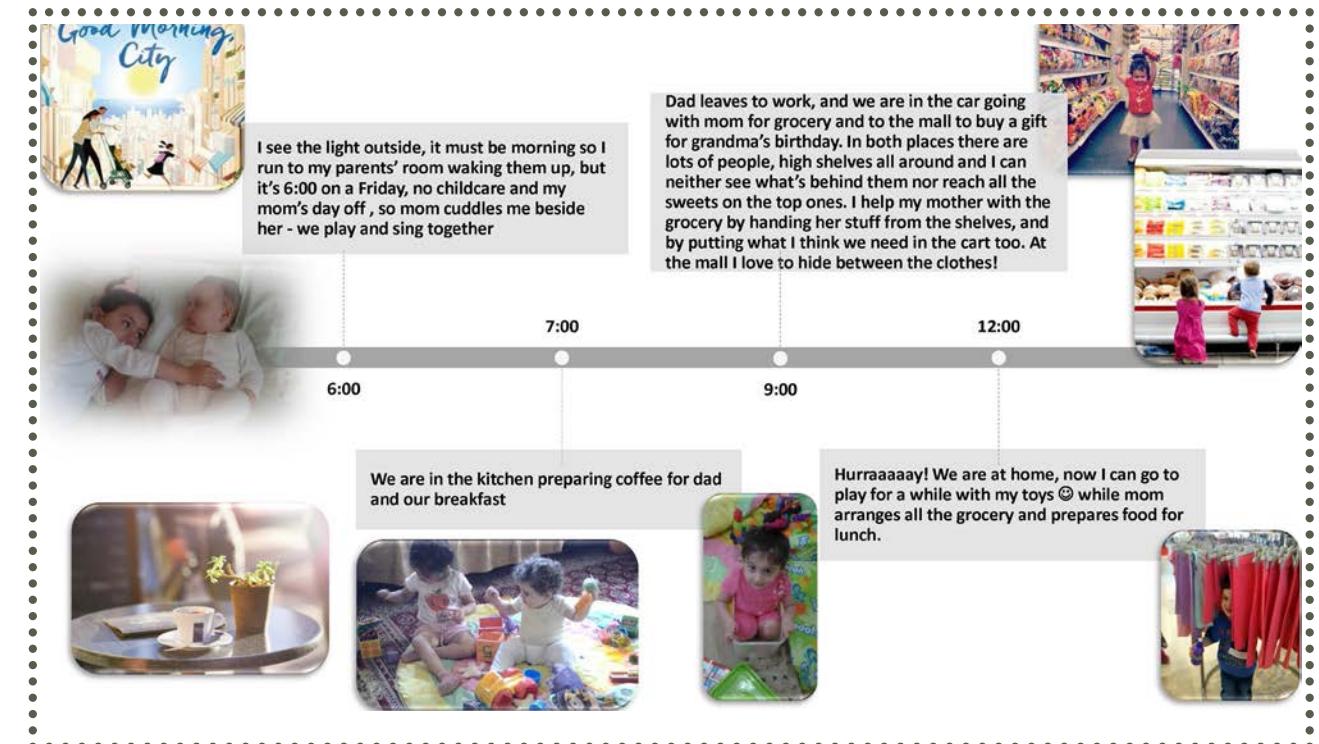 Good Morning,
City
I see the light outside, it must be morning so I
run to my parents’ room waking them up, but
it’s 6:00 on a Friday, no childcare and my
mom’s day off , so mom cuddles me beside
her - we play and sing together
Dad leaves to work, and we are in the car going
with mom for grocery and to the mall to buy a gift
for grandma’s birthday. In both places there are
lots of people, high shelves all around and I can
neither see what’s behind them nor reach all the
sweets on the top ones. I help my mother with the
grocery by handing her stuff from the shelves, and
by putting what I think we need in the cart too. At
the mall I love to hide between the clothes!
7:00
12:00
6:00
9:00
We are in the kitchen preparing coffee for dad
and our breakfast
Hurraaaaay! We are at home, now I can go to
play for a while with my toys ☺ while mom
arranges all the grocery and prepares food for
lunch.